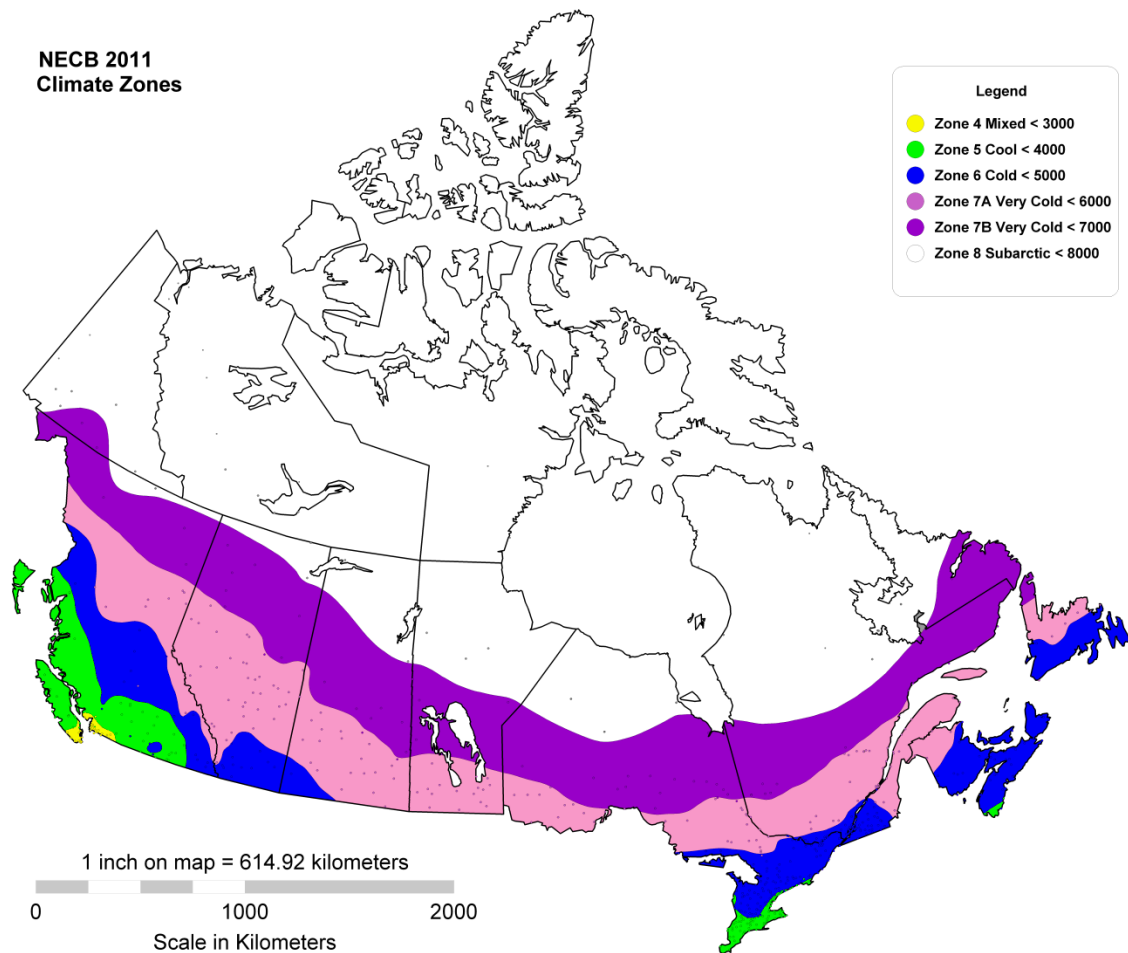 NECB 2011
Climate Zones
Legend
Zone 4 Mixed < 3000
Zone 5 Cool < 4000
Zone 6 Cold < 5000
Zone 7A Very Cold < 6000
Zone 7B Very Cold < 7000
Zone 8 Subarctic < 8000
1 inch on map = 614.92 kilometers
0 1000 2000
Scale in Kilometers